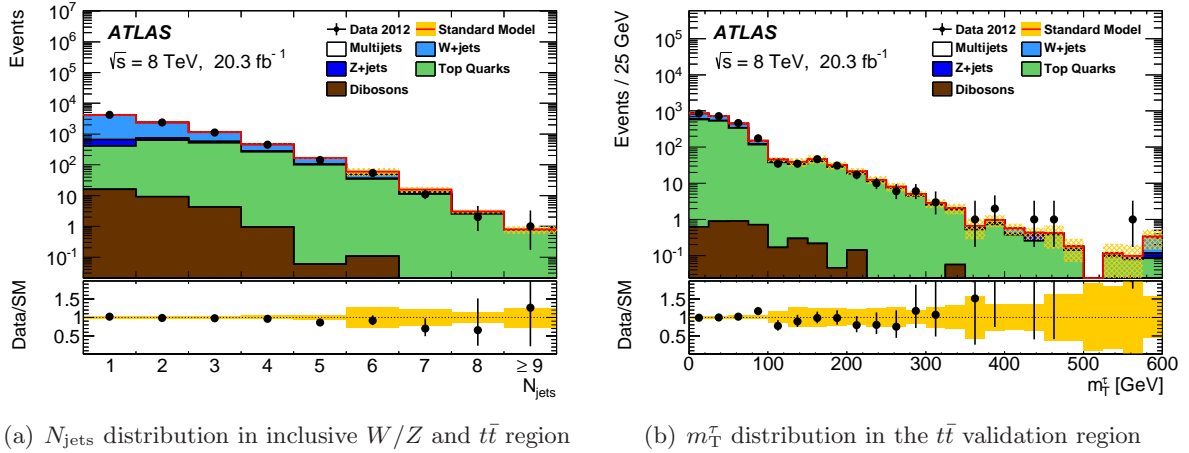 Events
10⁷
10⁶
10⁵
10⁴
10³
10²
10
1
10⁻¹
ATLAS
√s = 8 TeV, 20.3 fb⁻¹
Data 2012
Standard Model
Multijets
W+jets
Z+jets
Top Quarks
Dibosons
Data/SM
1.5
1
0.5
1 2 3 4 5 6 7 8 ≥ 9
N_jets
Events / 25 GeV
10⁵
10⁴
10³
10²
10
1
10⁻¹
ATLAS
√s = 8 TeV, 20.3 fb⁻¹
Data 2012
Standard Model
Multijets
W+jets
Z+jets
Top Quarks
Dibosons
Data/SM
1.5
1
0.5
0 100 200 300 400 500 600
m_T^τ [GeV]
(a) N_jets distribution in inclusive W/Z and tt̄ region
(b) m_T^τ distribution in the tt̄ validation region